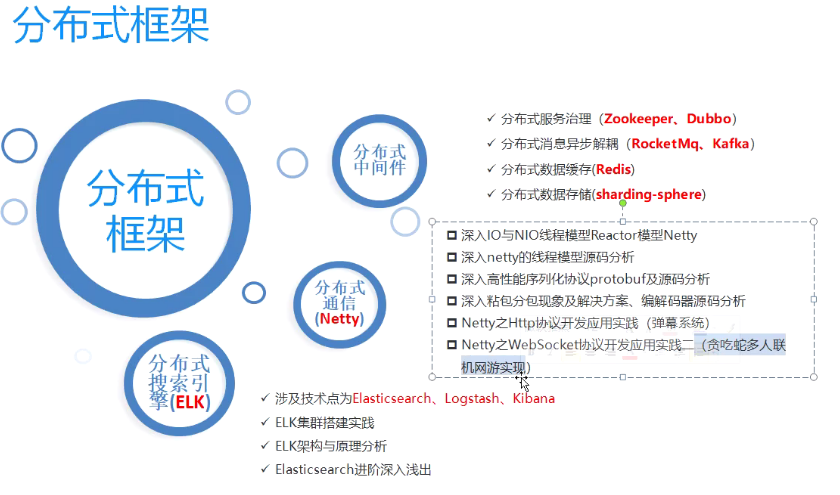 分布式框架
分布式
框架
分布式
中间件
✓ 分布式服务治理（Zookeeper、Dubbo）
✓ 分布式消息异步解耦（RocketMq、Kafka）
✓ 分布式数据缓存(Redis)
✓ 分布式数据存储(sharding-sphere)
分布式
通信
(Netty)
深入IO与NIO线程模型Reactor模型Netty
深入netty的线程模型源码分析
深入高性能序列化协议protobuf及源码分析
深入粘包分包现象及解决方案、编解码器源码分析
Netty之Http协议开发应用实践（弹幕系统）
Netty之WebSocket协议开发应用实践二（贪吃蛇多人联
机网游实现）
分布式
搜索引
擎(ELK)
✓ 涉及技术点为Elasticsearch、Logstash、Kibana
✓ ELK集群搭建实践
✓ ELK架构与原理分析
✓ Elasticsearch进阶深入浅出